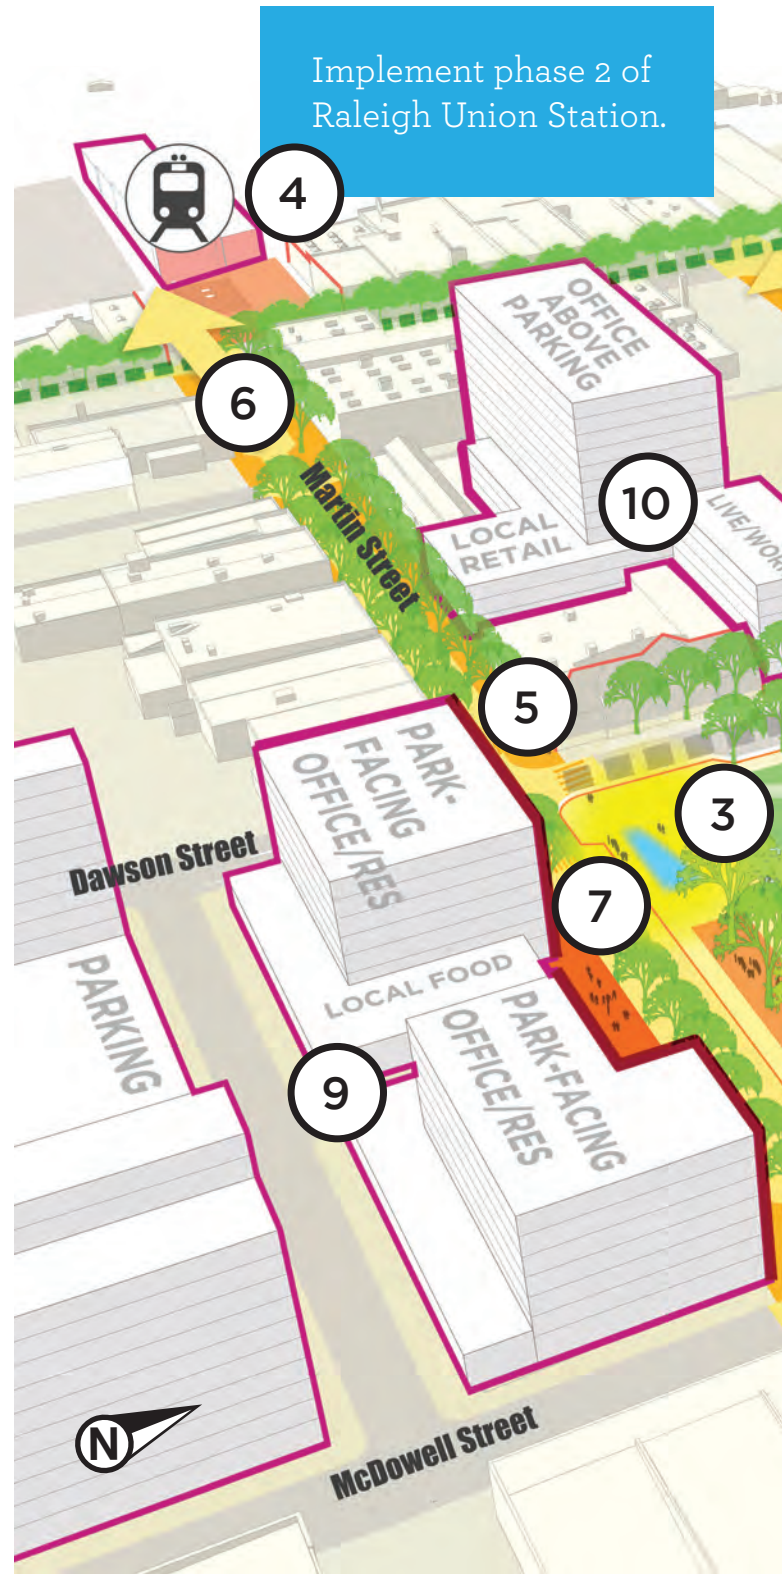 Implement phase 2 of
Raleigh Union Station.
4
OFFICE
ABOVE
PARKING
6
10
Martin Street
LOCAL
RETAIL
LIVE/WORK
5
PARK-
FACING
OFFICE/RES
3
Dawson Street
7
PARKING
LOCAL FOOD
PARK-FACING
OFFICE/RES
9
N
McDowell Street